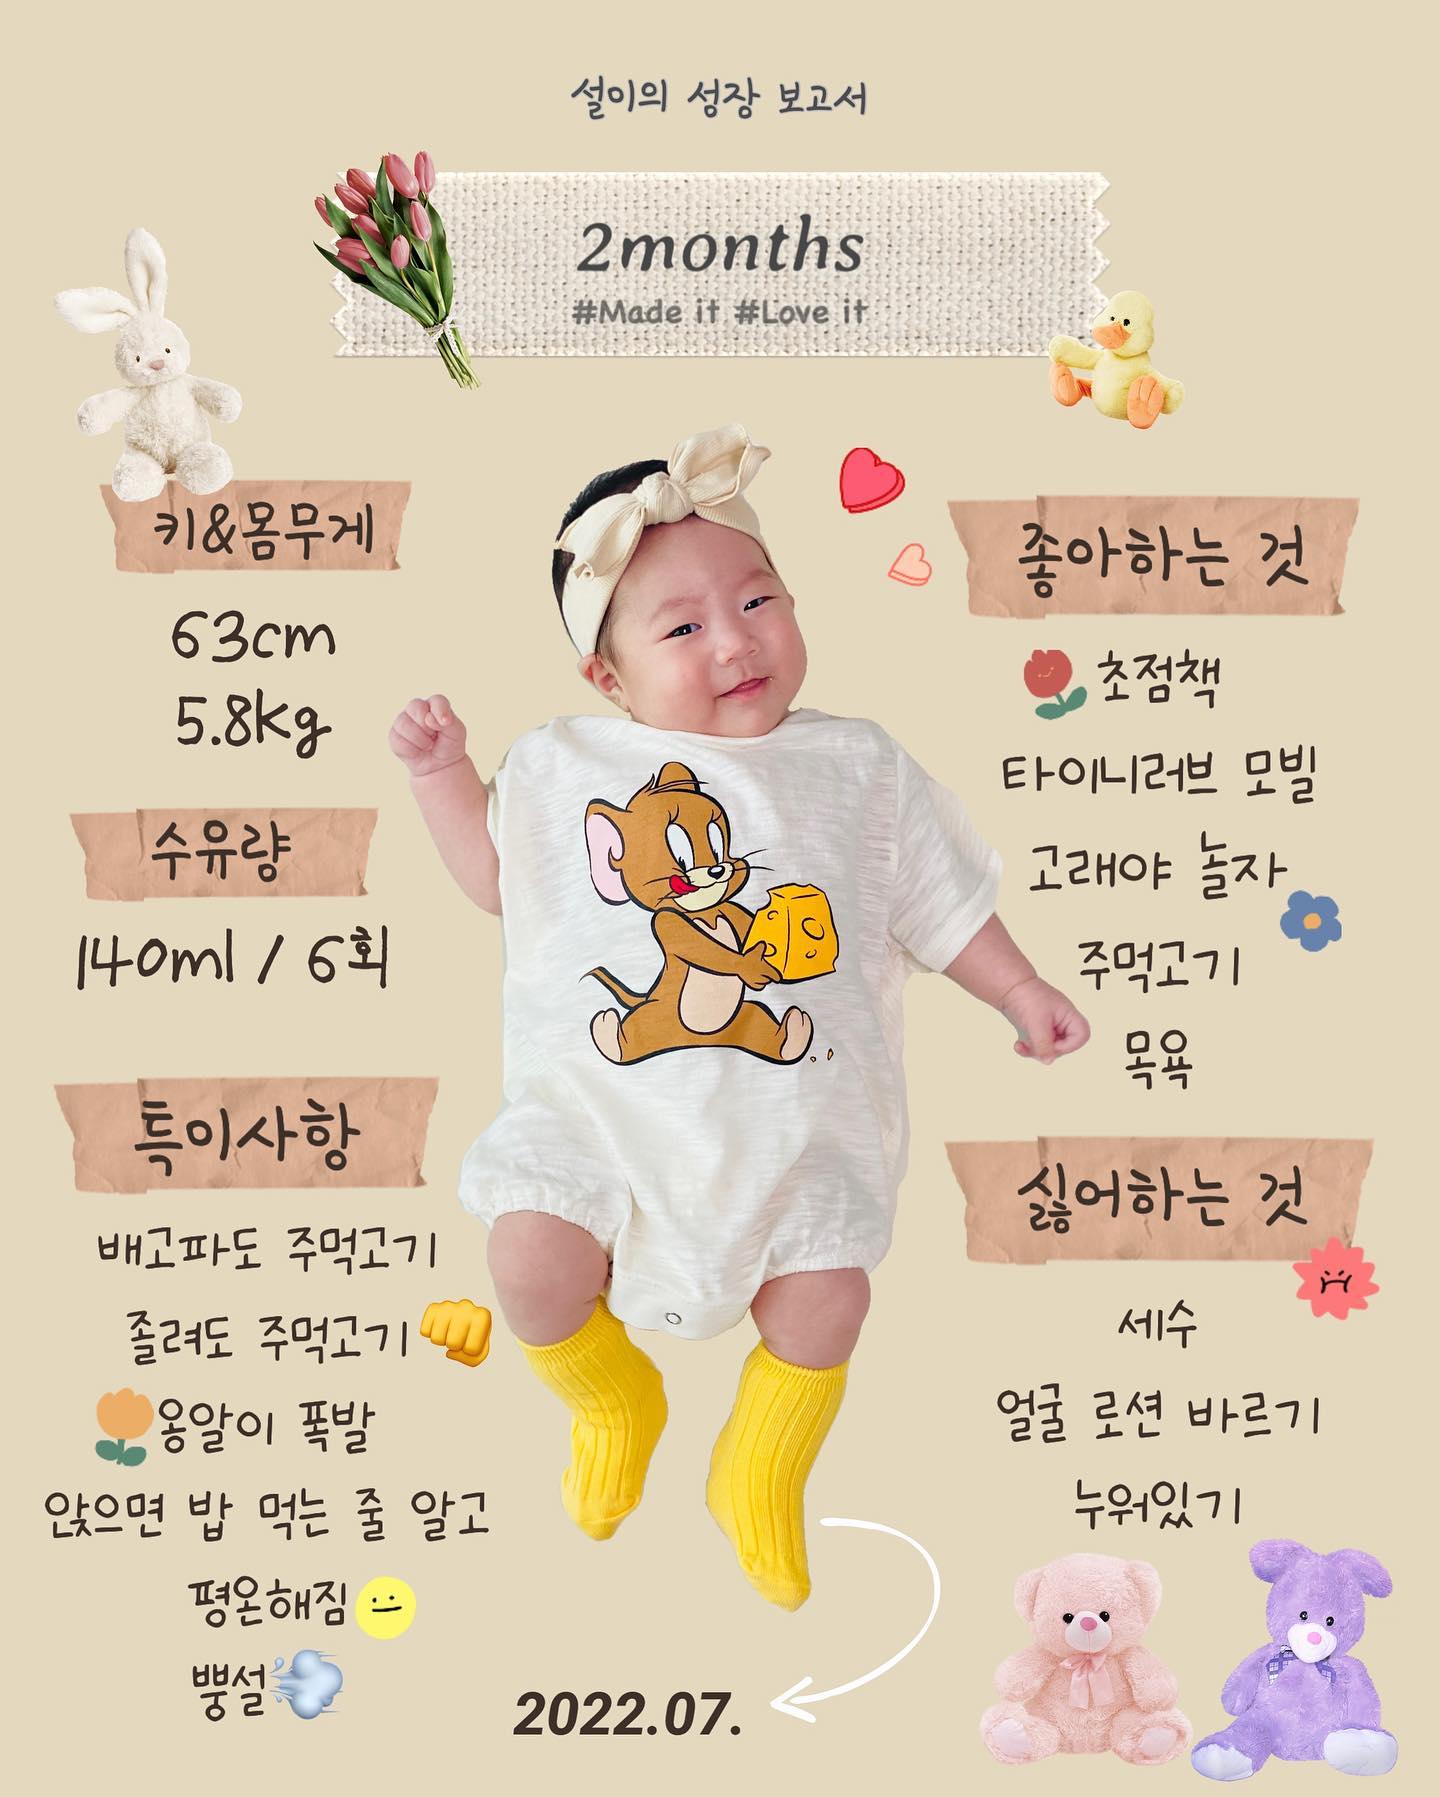 설이의 성장 보고서
2months
#Made it #Love it
키&몸무게
63cm
5.8kg
수유량
140ml / 6회
특이사항
배고파도 주먹고기
졸려도 주먹고기
옹알이 폭발
앉으면 밥 먹는 줄 알고
평온해짐
뿡설
좋아하는 것
초점책
타이니러브 모빌
고래야 놀자
주먹고기
목욕
싫어하는 것
세수
얼굴 로션 바르기
누워있기
2022.07.